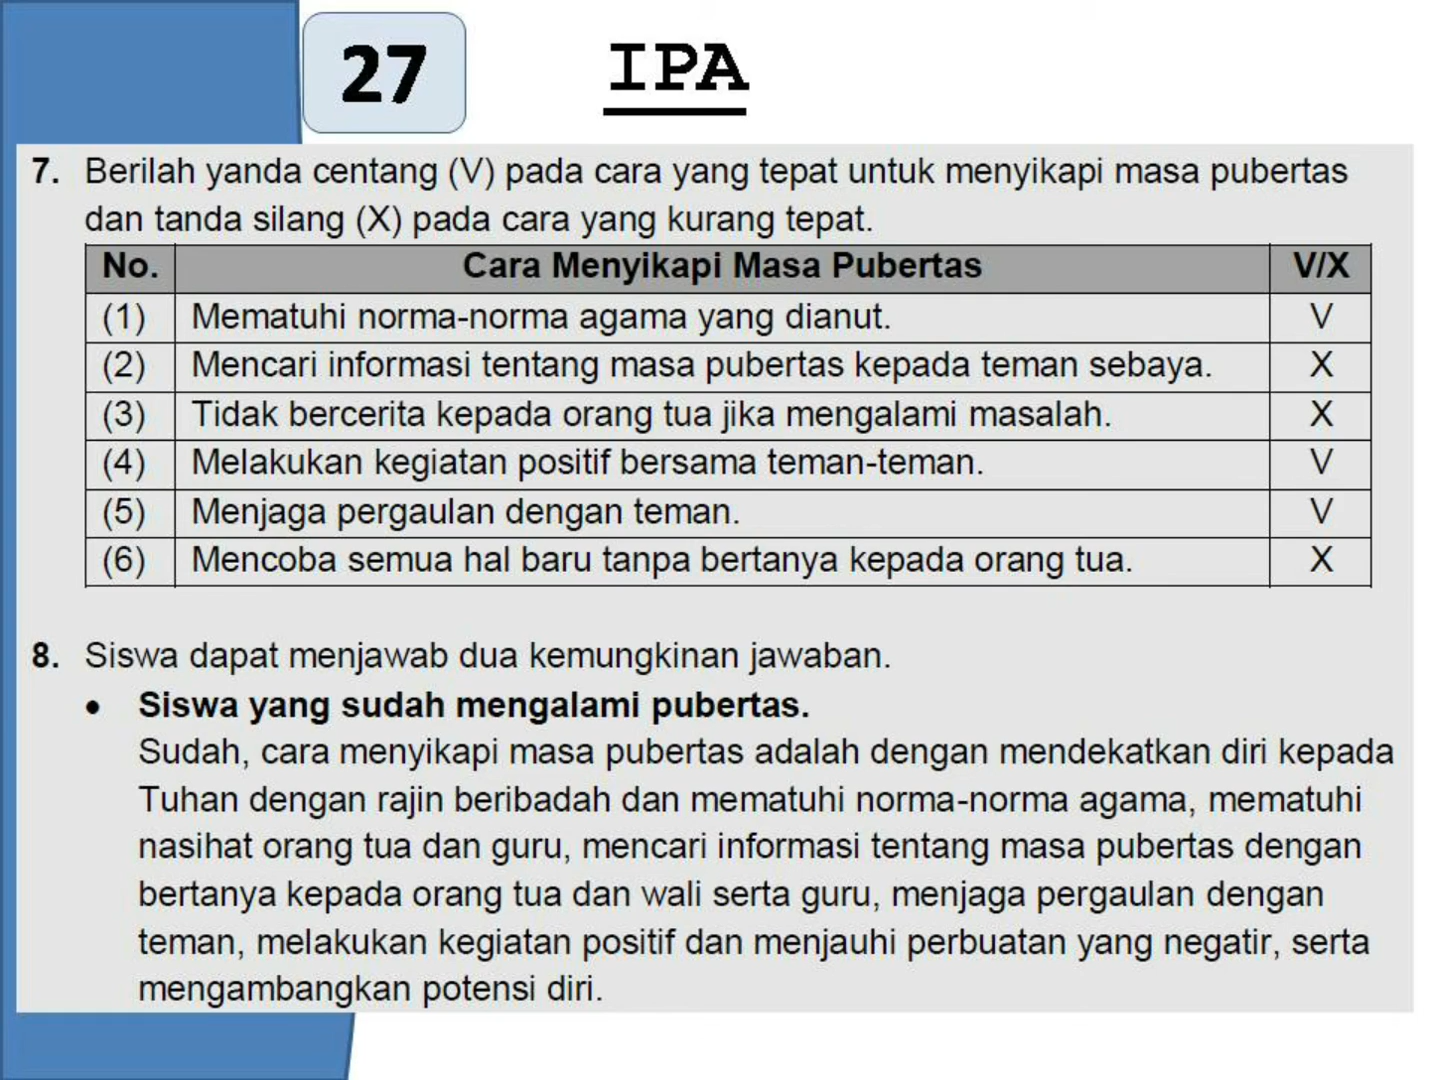 27
IPA
7. Berilah yanda centang (V) pada cara yang tepat untuk menyikapi masa pubertas
dan tanda silang (X) pada cara yang kurang tepat.
No. Cara Menyikapi Masa Pubertas V/X
(1) Mematuhi norma-norma agama yang dianut. V
(2) Mencari informasi tentang masa pubertas kepada teman sebaya. X
(3) Tidak bercerita kepada orang tua jika mengalami masalah. X
(4) Melakukan kegiatan positif bersama teman-teman. V
(5) Menjaga pergaulan dengan teman. V
(6) Mencoba semua hal baru tanpa bertanya kepada orang tua. X
8. Siswa dapat menjawab dua kemungkinan jawaban.
• Siswa yang sudah mengalami pubertas.
Sudah, cara menyikapi masa pubertas adalah dengan mendekatkan diri kepada
Tuhan dengan rajin beribadah dan mematuhi norma-norma agama, mematuhi
nasihat orang tua dan guru, mencari informasi tentang masa pubertas dengan
bertanya kepada orang tua dan wali serta guru, menjaga pergaulan dengan
teman, melakukan kegiatan positif dan menjauhi perbuatan yang negatir, serta
mengambangkan potensi diri.